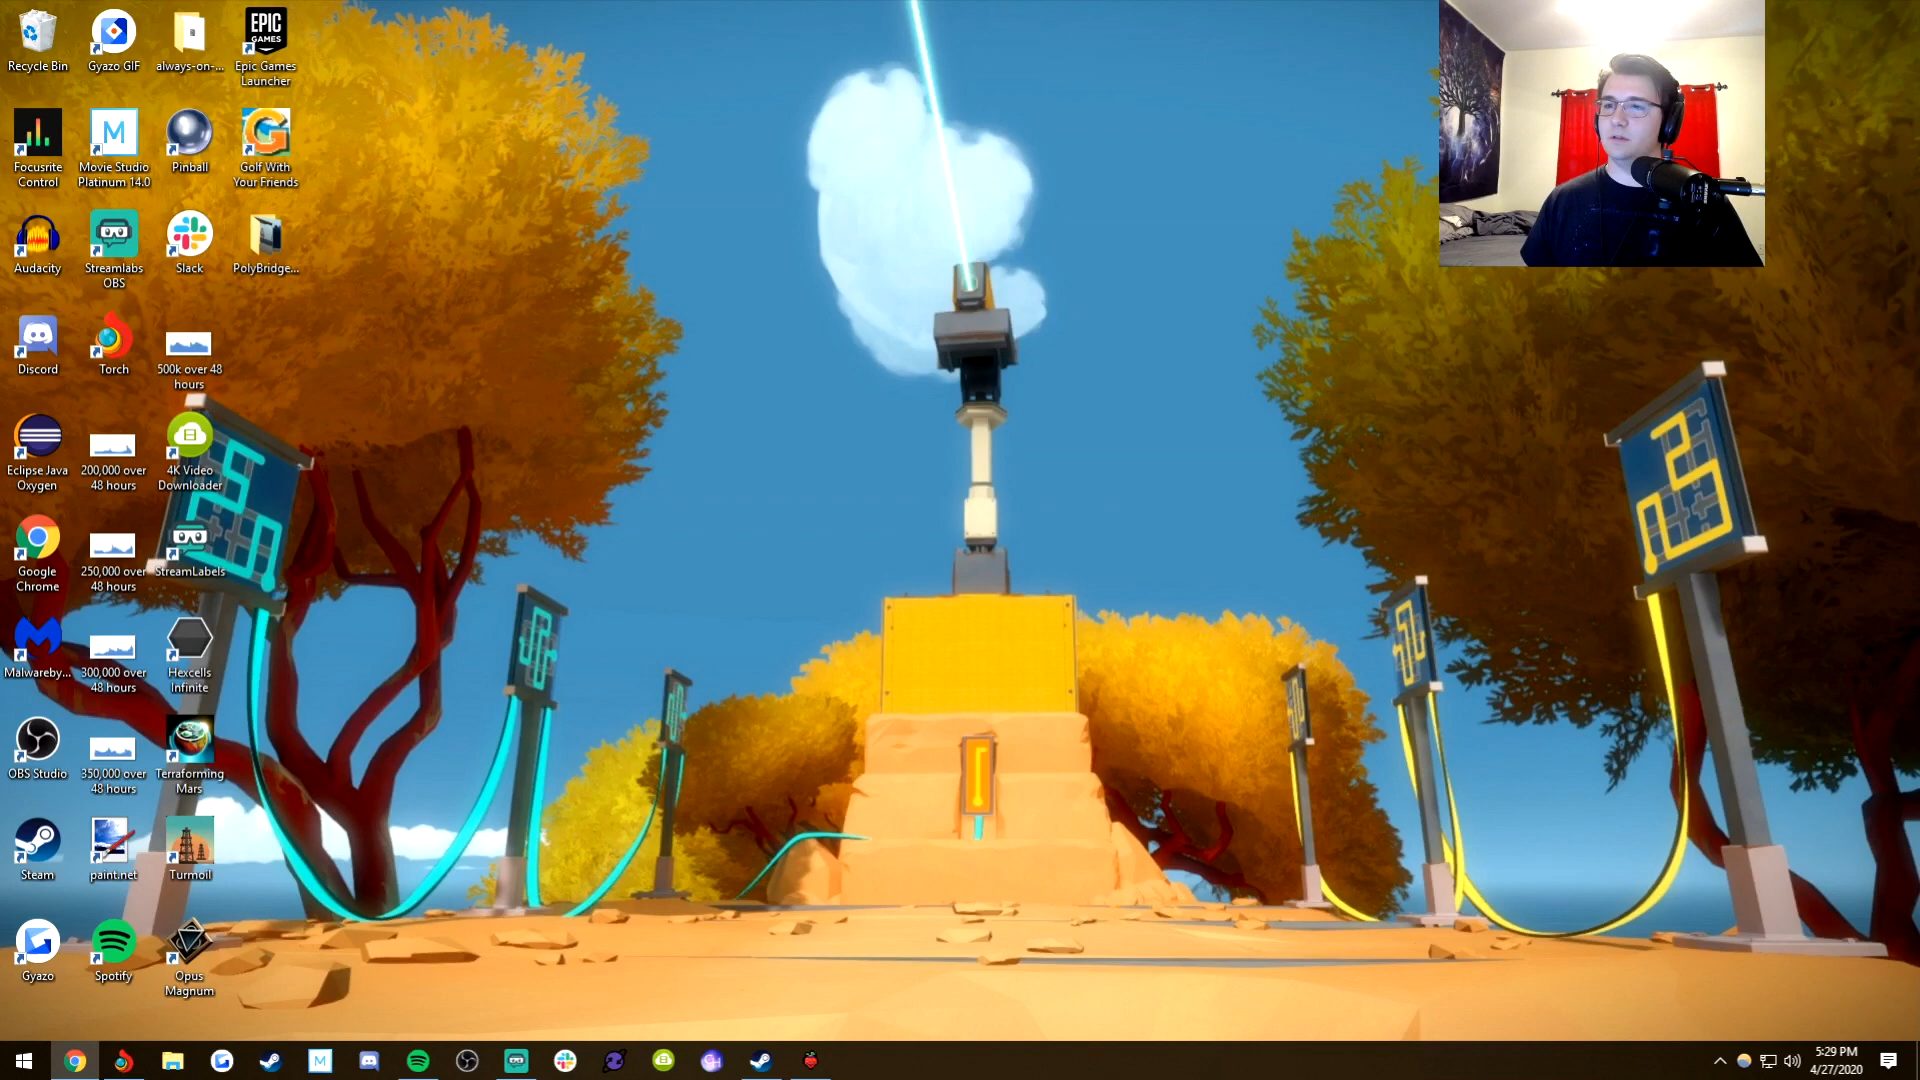 Recycle Bin
Gyazo GIF
always-on-...
EPIC
GAMES
Epic Games
Launcher
Focusrite
Control
M
Movie Studio
Platinum 14.0
Pinball
G
Golf With
Your Friends
Audacity
Streamlabs
OBS
Slack
PolyBridge...
Discord
Torch
500k over 48
hours
Eclipse Java
Oxygen
200,000 over
48 hours
4K Video
Downloader
Google
Chrome
250,000 over
48 hours
StreamLabels
Malwareby...
300,000 over
48 hours
Hexcells
Infinite
OBS Studio
350,000 over
48 hours
Terraforming
Mars
Steam
paint.net
Turmoil
Gyazo
Spotify
Opus
Magnum
M
5:29 PM
4/27/2020